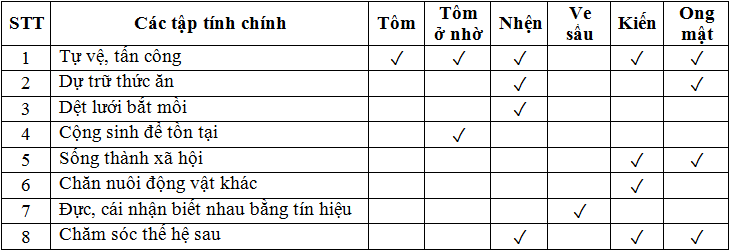 STT | Các tập tính chính | Tôm | Tôm ở nhờ | Nhện | Ve sầu | Kiến | Ong mật
1 | Tự vệ, tấn công | ✓ | ✓ | ✓ | | ✓ | ✓
2 | Dự trữ thức ăn | | | ✓ | | | ✓
3 | Dệt lưới bắt mồi | | | ✓ | | |
4 | Cộng sinh để tồn tại | | ✓ | | | |
5 | Sống thành xã hội | | | | | ✓ | ✓
6 | Chăn nuôi động vật khác | | | | | ✓ |
7 | Đực, cái nhận biết nhau bằng tín hiệu | | | | ✓ | |
8 | Chăm sóc thế hệ sau | | | ✓ | | ✓ | ✓